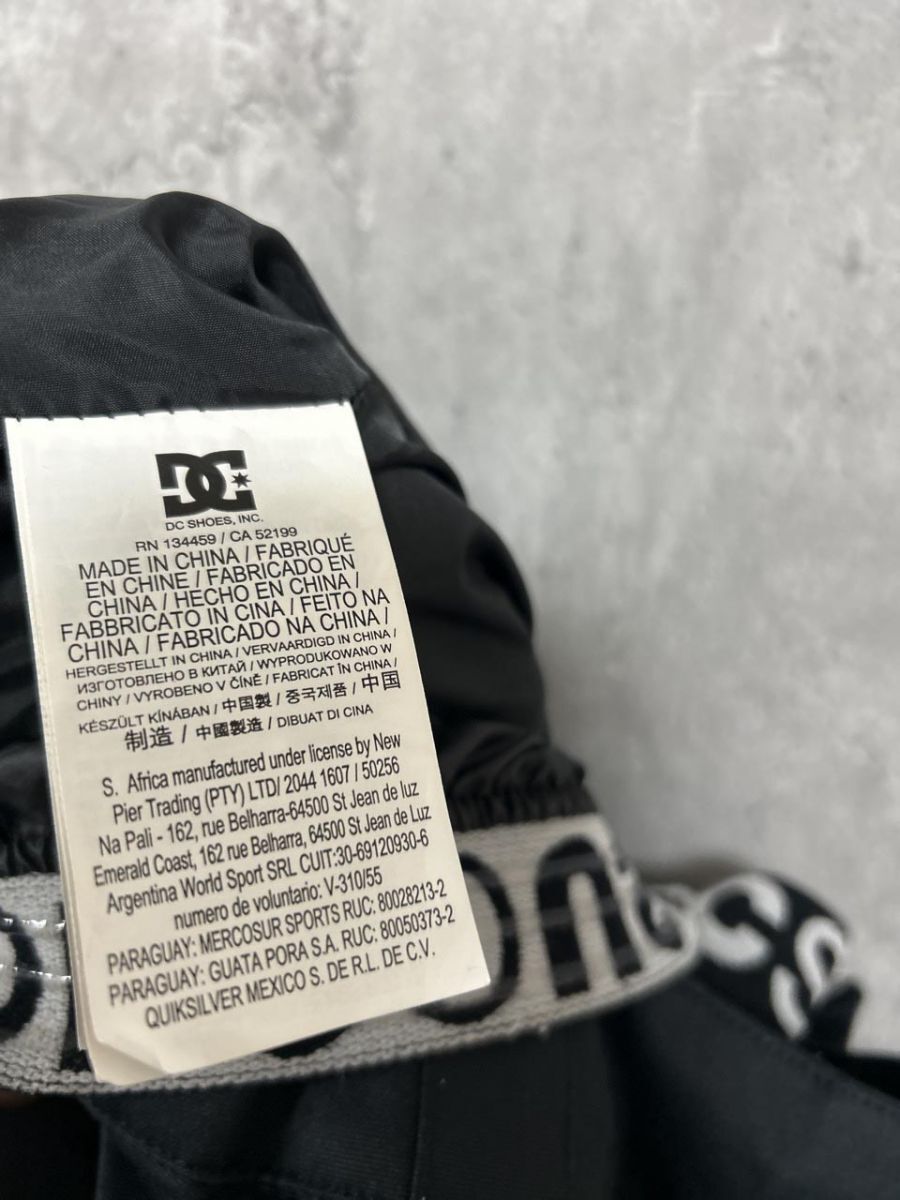 DC
DC SHOES, INC.
RN 134459 / CA 52199
MADE IN CHINA / FABRIQUÉ
EN CHINE / FABRICADO EN
CHINA / HECHO EN CHINA /
FABBRICATO IN CINA / FEITO NA
CHINA / FABRICADO NA CHINA /
HERGESTELLT IN CHINA / VERVAARDIGD IN CHINA /
ИЗГОТОВЛЕНО В КИТАЙ / WYPRODUKOWANO W
CHINY / VYROBENO V ČÍNĚ / FABRICAT ÎN CHINA /
KÉSZÜLT KÍNÁBAN / 中国製 / 중국제품 / 中国
制造 / 中國製造 / DIBUAT DI CINA
S. Africa manufactured under license by New
Pier Trading (PTY) LTD/ 2044 1607 / 50256
Na Pali - 162, rue Belharra-64500 St Jean de luz
Emerald Coast, 162 rue Belharra, 64500 St Jean de Luz
Argentina World Sport SRL CUIT:30-69120930-6
numero de voluntario: V-310/55
PARAGUAY: MERCOSUR SPORTS RUC: 80028213-2
PARAGUAY: GUATA PORA S.A. RUC: 80050373-2
QUIKSILVER MEXICO S. DE R.L. DE C.V.